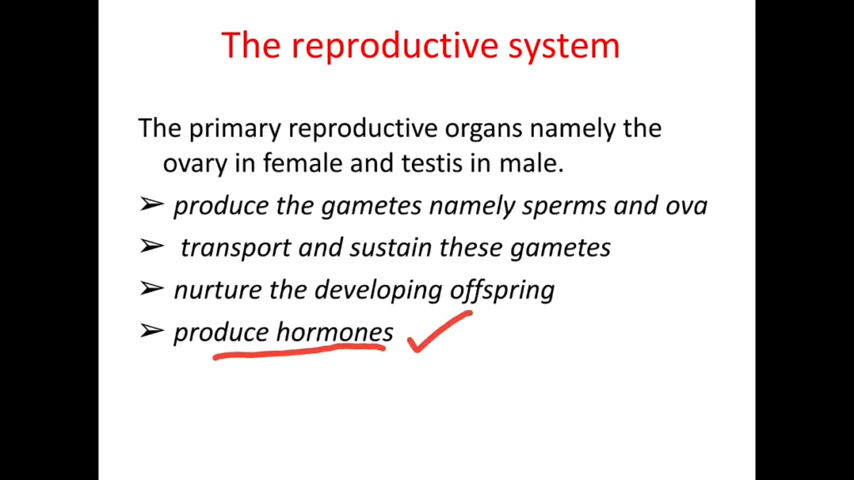 The reproductive system
The primary reproductive organs namely the
ovary in female and testis in male.
➢ produce the gametes namely sperms and ova
➢ transport and sustain these gametes
➢ nurture the developing offspring
➢ produce hormones